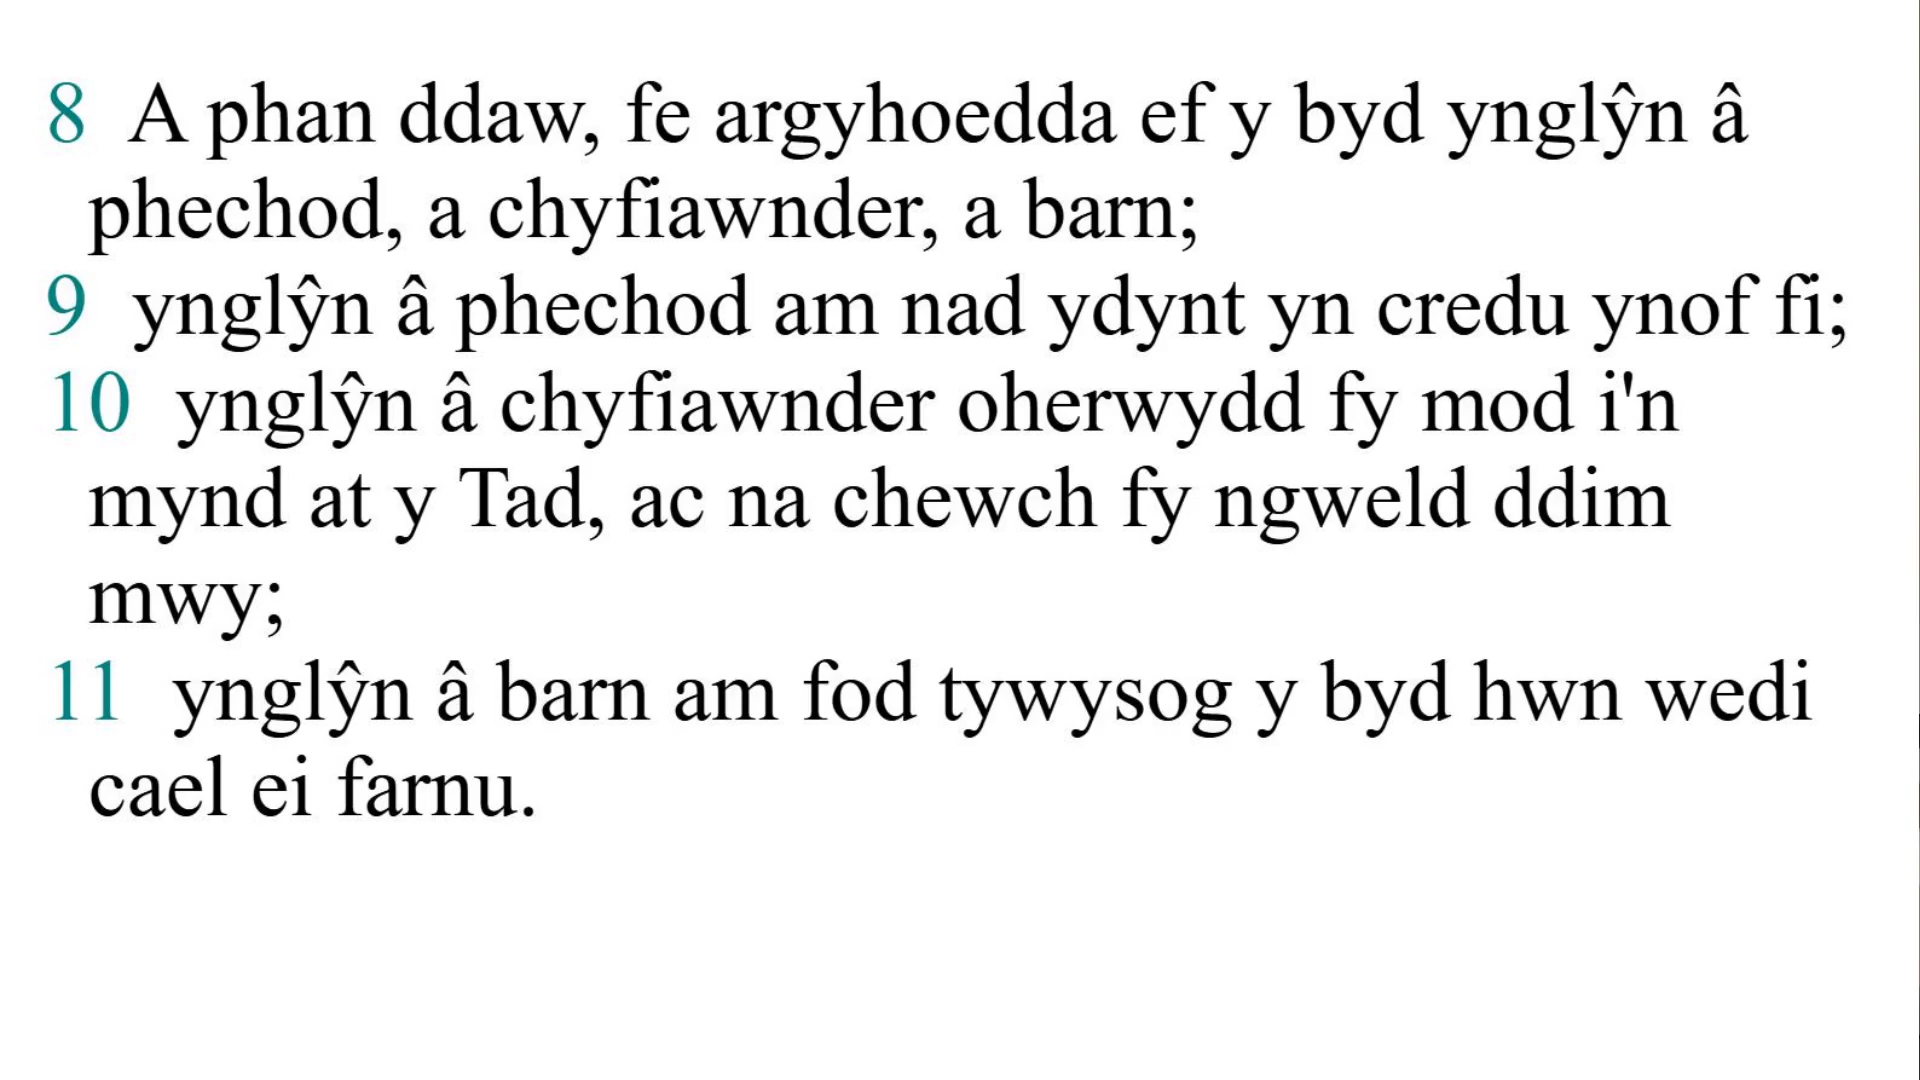 8 A phan ddaw, fe argyhoedda ef y byd ynglŷn â
phechod, a chyfiawnder, a barn;
9 ynglŷn â phechod am nad ydynt yn credu ynof fi;
10 ynglŷn â chyfiawnder oherwydd fy mod i'n
mynd at y Tad, ac na chewch fy ngweld ddim
mwy;
11 ynglŷn â barn am fod tywysog y byd hwn wedi
cael ei farnu.